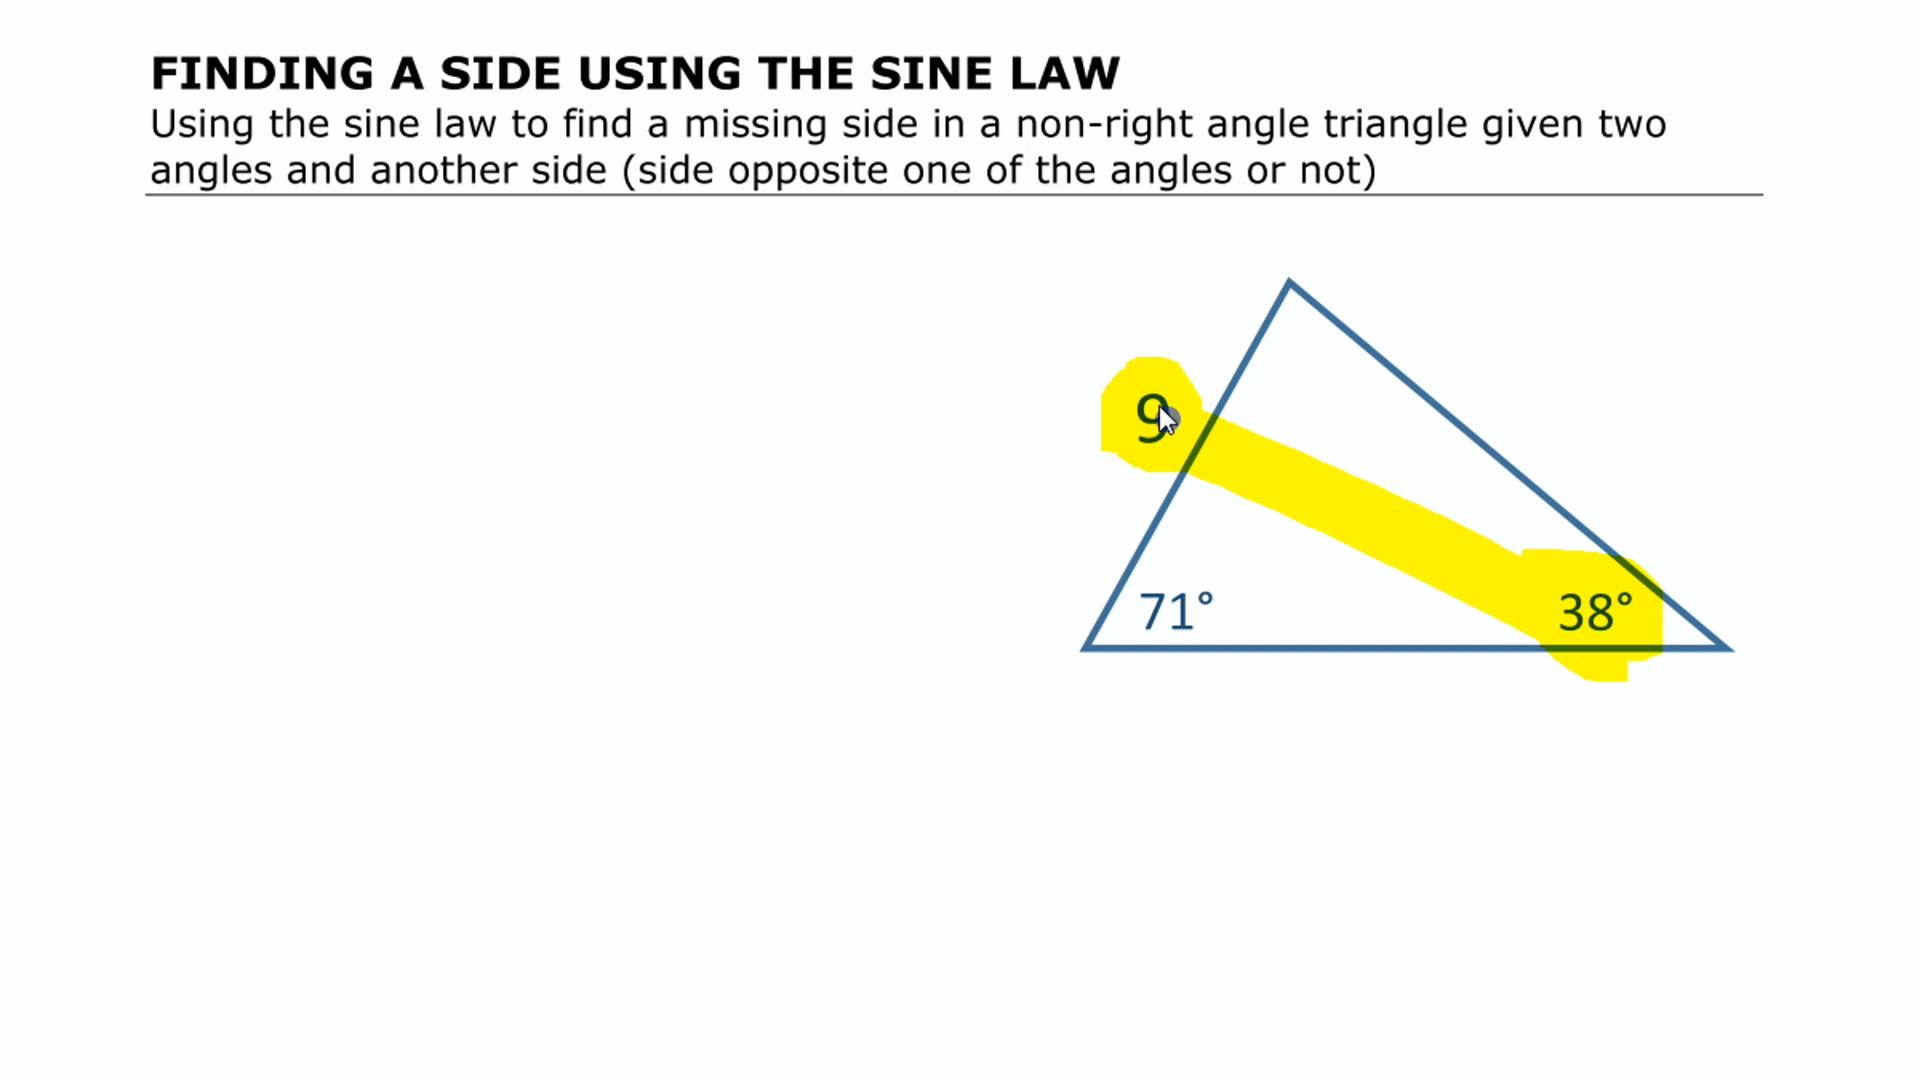 FINDING A SIDE USING THE SINE LAW
Using the sine law to find a missing side in a non-right angle triangle given two
angles and another side (side opposite one of the angles or not)
9
71°
38°